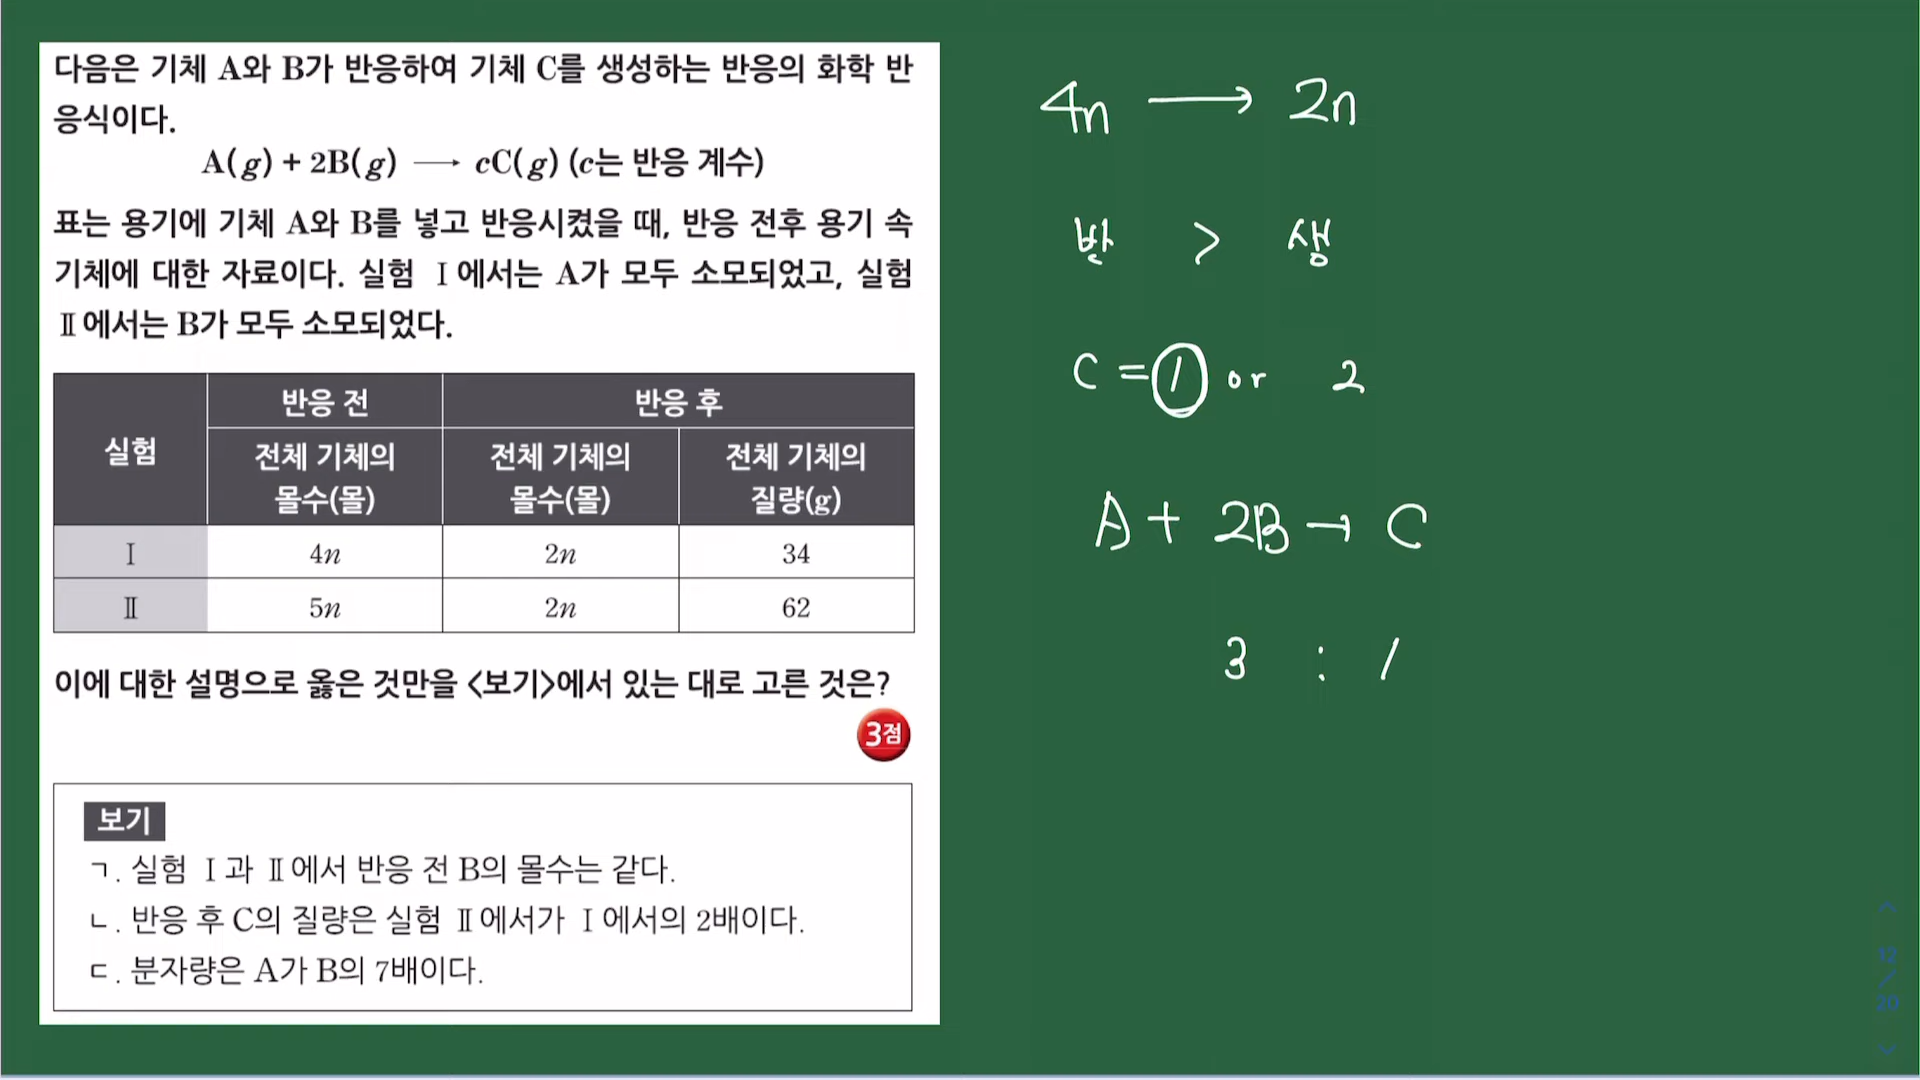 다음은 기체 A와 B가 반응하여 기체 C를 생성하는 반응의 화학 반
응식이다.
A(g) + 2B(g) ⟶ cC(g) (c는 반응 계수)
표는 용기에 기체 A와 B를 넣고 반응시켰을 때, 반응 전후 용기 속
기체에 대한 자료이다. 실험 Ⅰ에서는 A가 모두 소모되었고, 실험
Ⅱ에서는 B가 모두 소모되었다.
실험 반응 전 반응 후
전체 기체의 몰수(몰) 전체 기체의 몰수(몰) 전체 기체의 질량(g)
Ⅰ 4n 2n 34
Ⅱ 5n 2n 62
이에 대한 설명으로 옳은 것만을 <보기>에서 있는 대로 고른 것은?
3점
보기
ㄱ. 실험 Ⅰ과 Ⅱ에서 반응 전 B의 몰수는 같다.
ㄴ. 반응 후 C의 질량은 실험 Ⅱ에서가 Ⅰ에서의 2배이다.
ㄷ. 분자량은 A가 B의 7배이다.
4n ⟶ 2n
반 > 생
C = 1 or 2
A + 2B → C
3 : 1
12
/
20